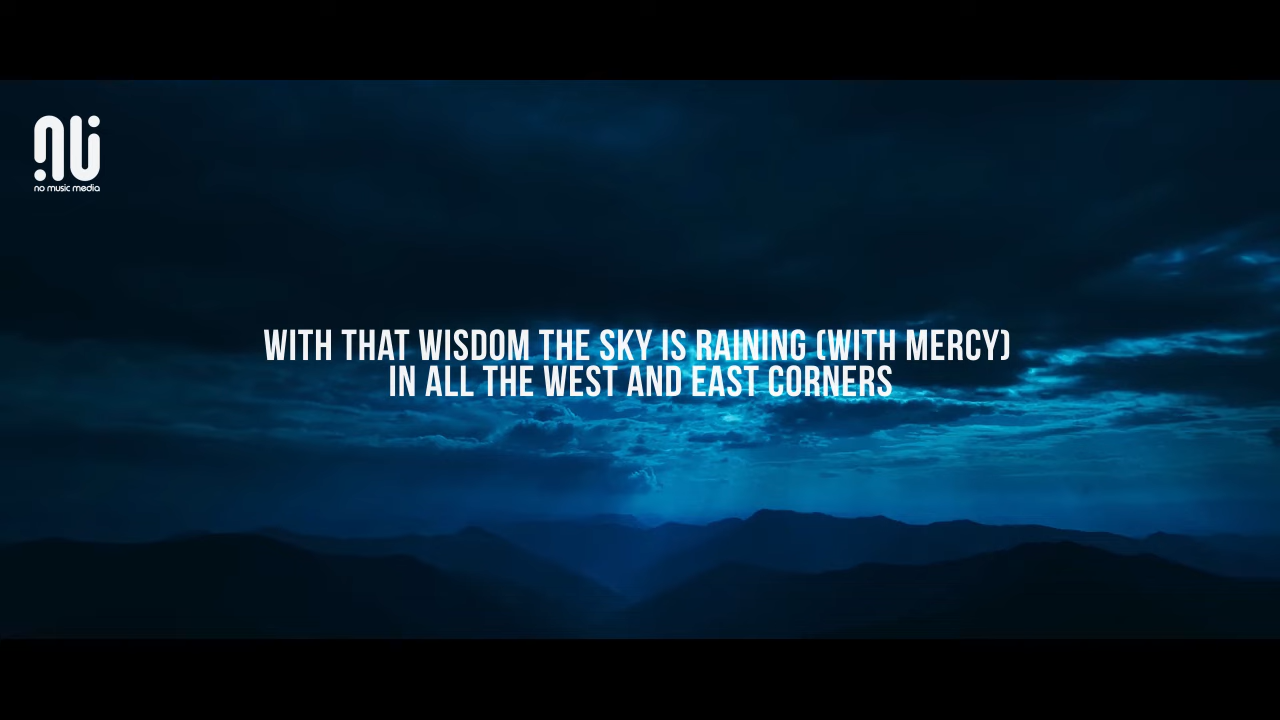 no music media
WITH THAT WISDOM THE SKY IS RAINING (WITH MERCY)
IN ALL THE WEST AND EAST CORNERS